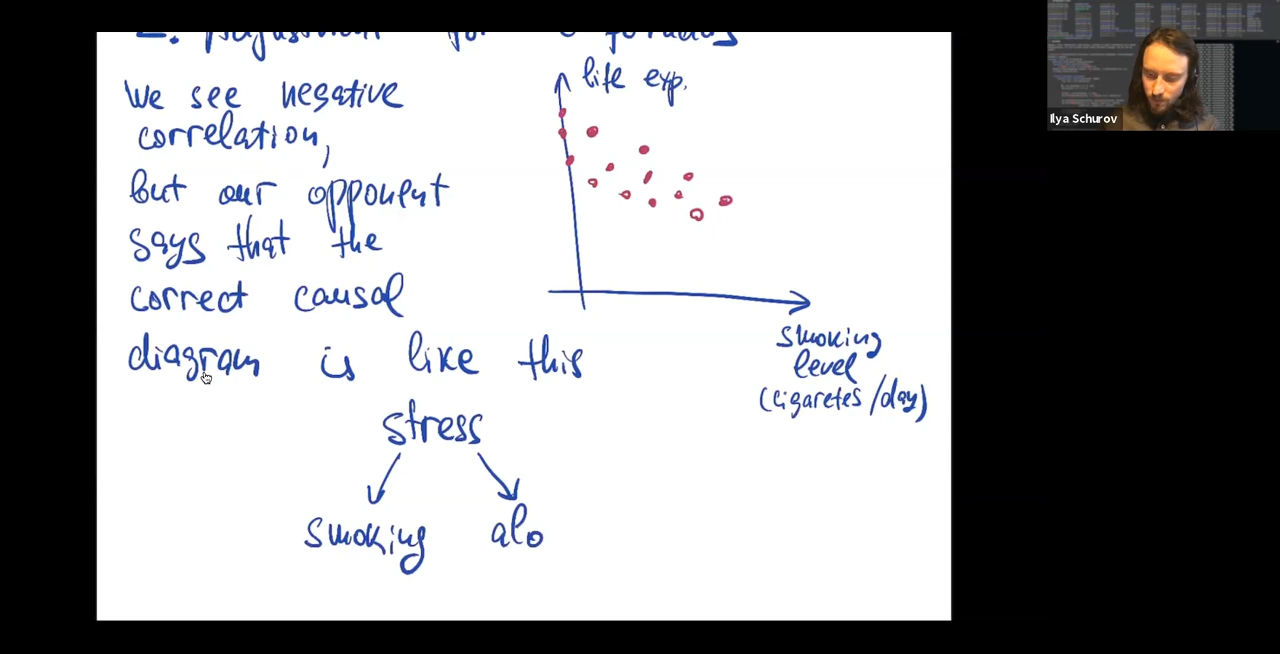 We see negative
correlation,
but our opponent
says that the
correct causal
diagram is like this
stress
smoking alo
life exp.
smoking
level
(cigaretes/day)
Ilya Schurov